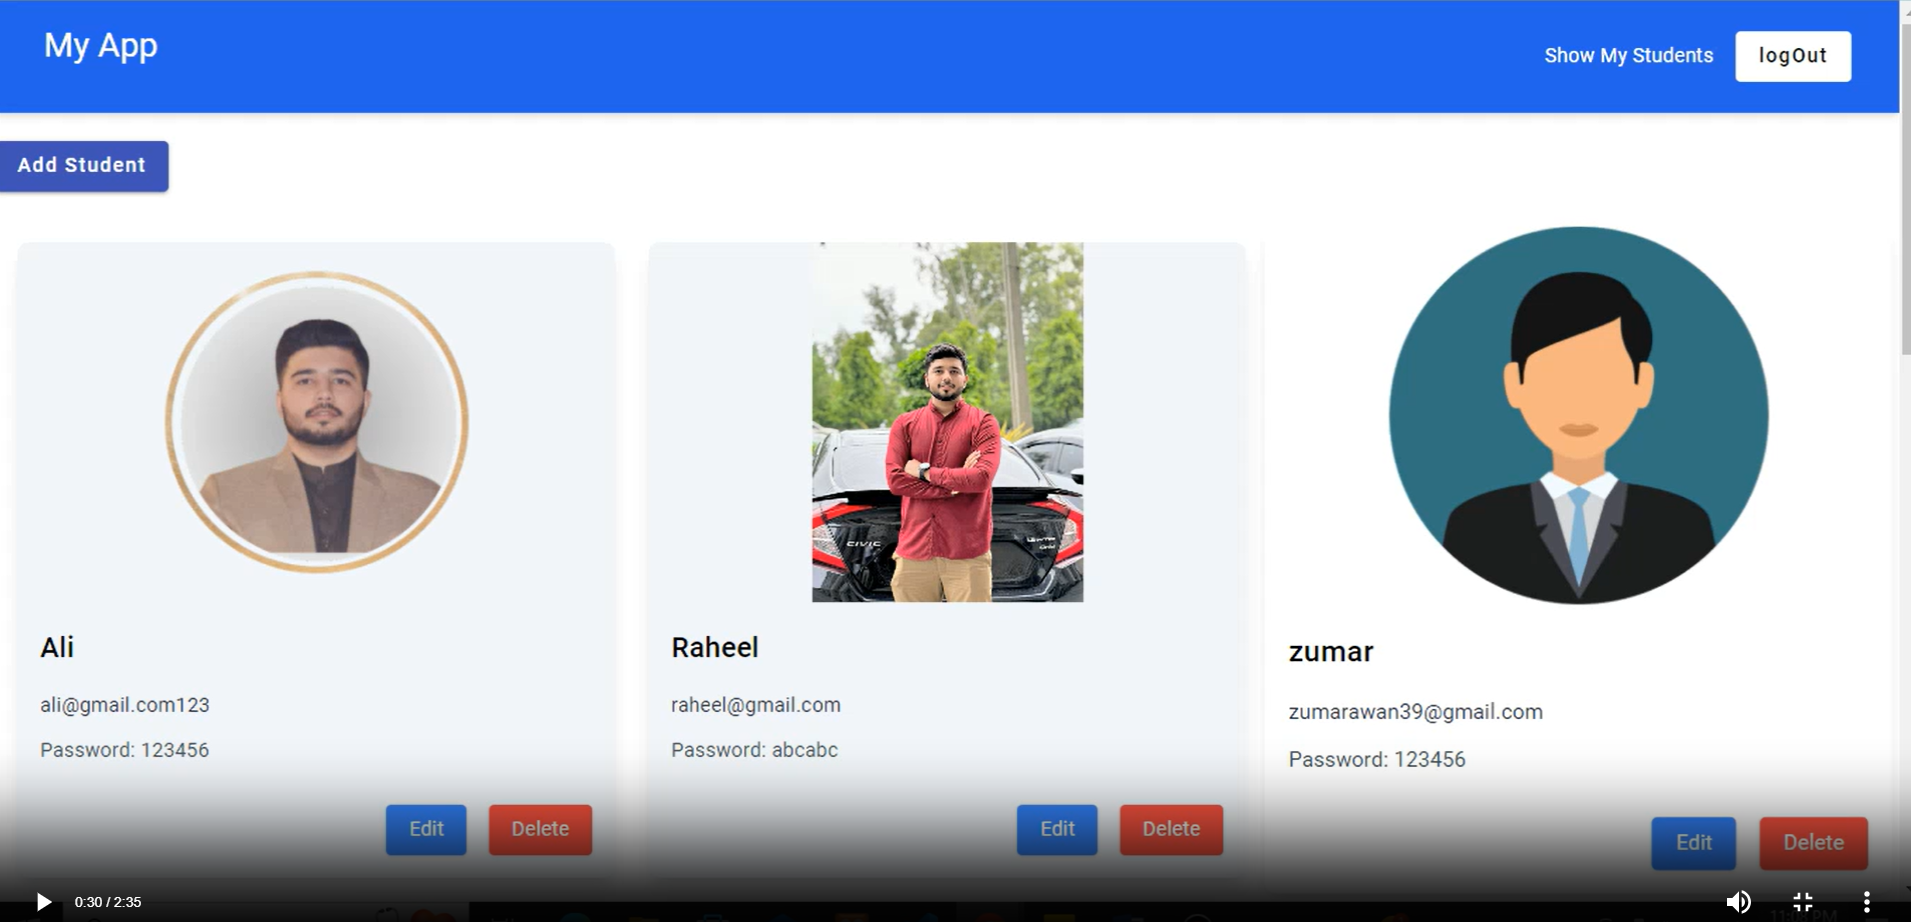 My App
Show My Students
logOut
Add Student
CIVIC
Ali
ali@gmail.com123
Password: 123456
Edit
Delete
Raheel
raheel@gmail.com
Password: abcabc
Edit
Delete
zumar
zumarawan39@gmail.com
Password: 123456
Edit
Delete
0:30 / 2:35